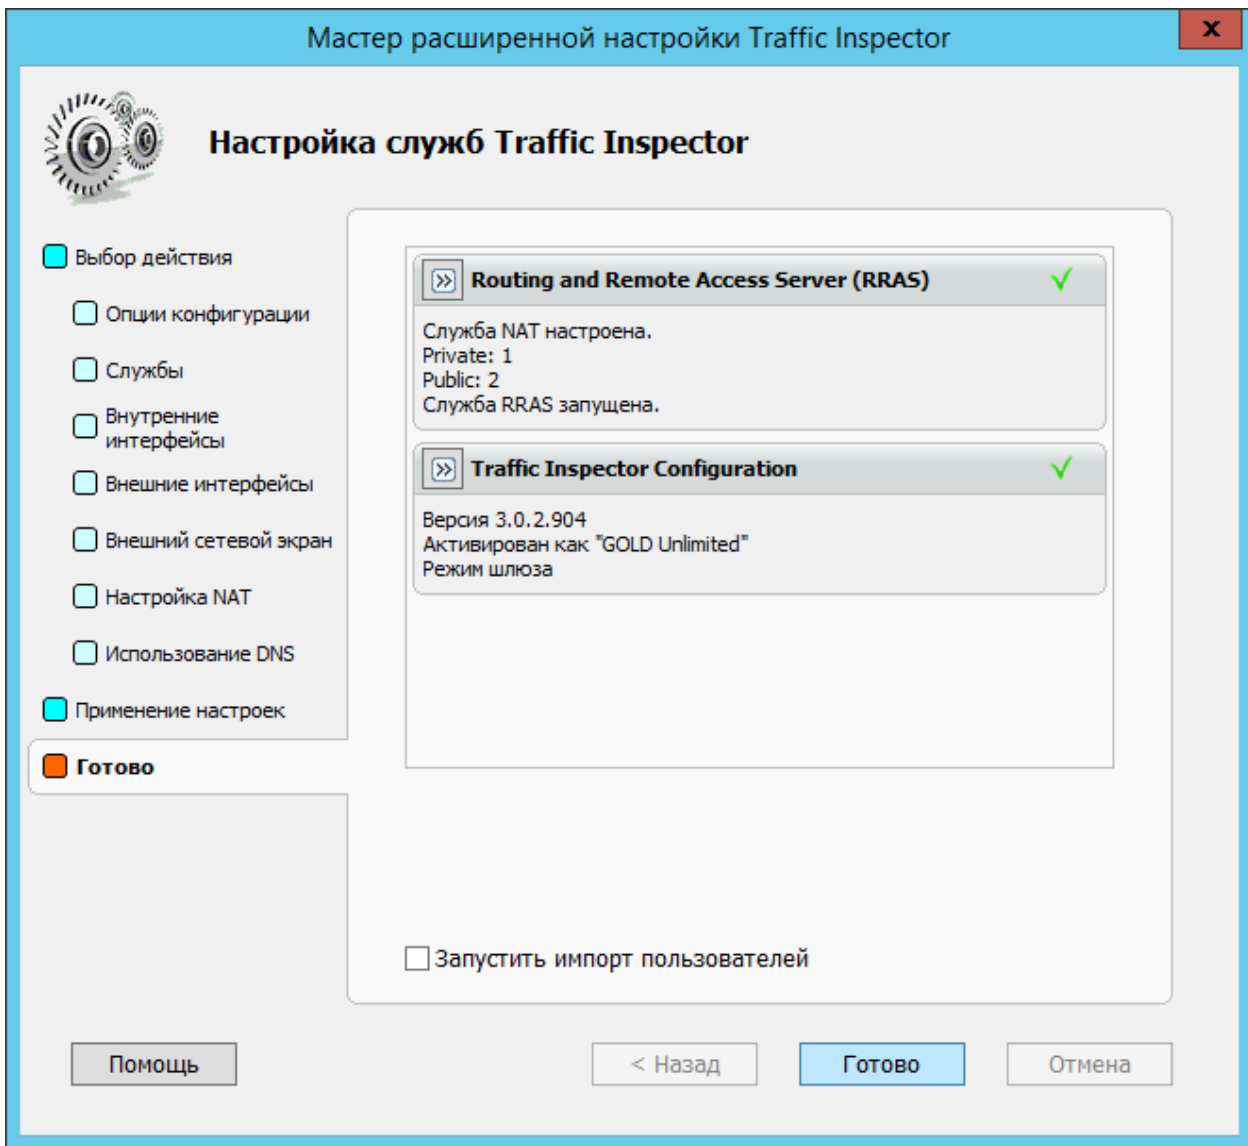 Мастер расширенной настройки Traffic Inspector
x
Настройка служб Traffic Inspector
Выбор действия
Опции конфигурации
Службы
Внутренние
интерфейсы
Внешние интерфейсы
Внешний сетевой экран
Настройка NAT
Использование DNS
Применение настроек
Готово
Routing and Remote Access Server (RRAS)
Служба NAT настроена.
Private: 1
Public: 2
Служба RRAS запущена.
Traffic Inspector Configuration
Версия 3.0.2.904
Активирован как "GOLD Unlimited"
Режим шлюза
Запустить импорт пользователей
Помощь
< Назад
Готово
Отмена